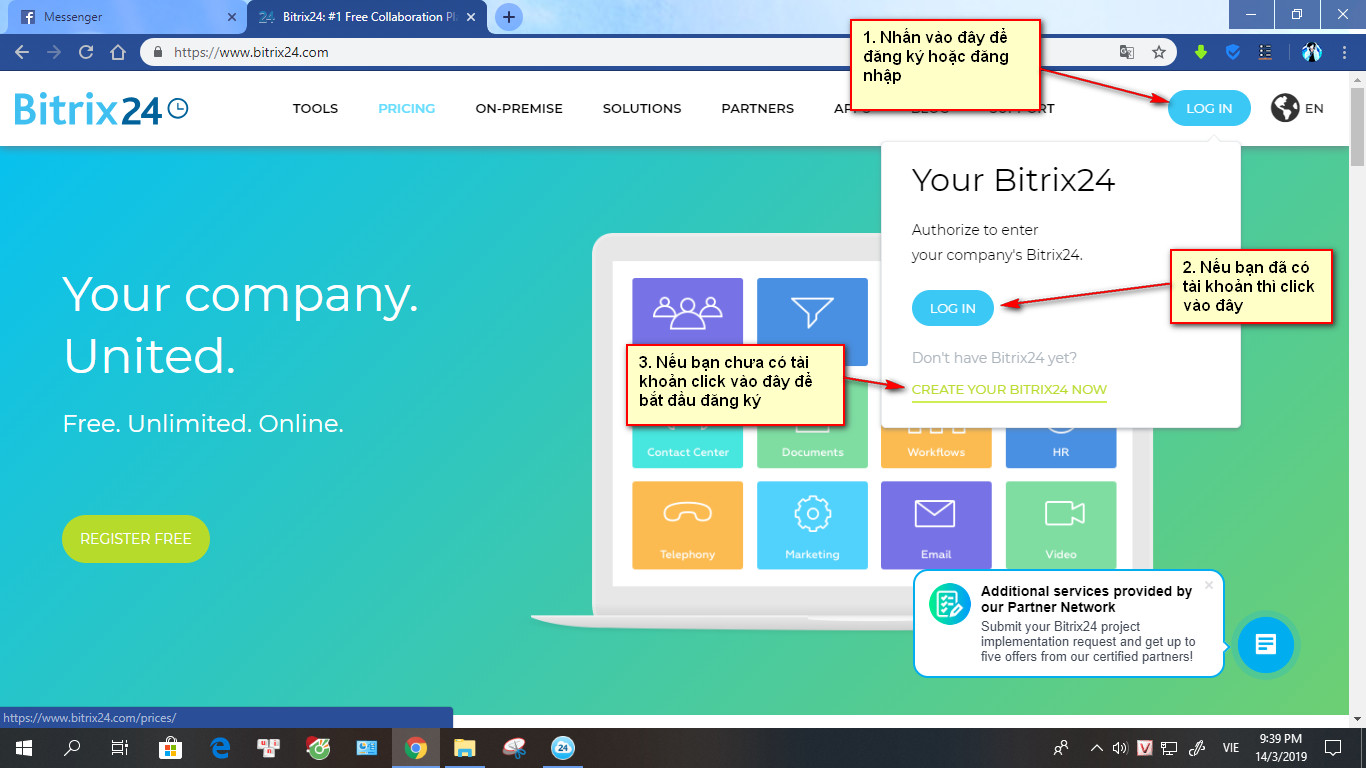 Messenger
Bitrix24: #1 Free Collaboration Pl
https://www.bitrix24.com
1. Nhấn vào đây để
đăng ký hoặc đăng
nhập
Bitrix24
TOOLS
PRICING
ON-PREMISE
SOLUTIONS
PARTNERS
LOG IN
EN
Your Bitrix24
Authorize to enter
your company's Bitrix24.
2. Nếu bạn đã có
tài khoản thì click
vào đây
LOG IN
Don't have Bitrix24 yet?
CREATE YOUR BITRIX24 NOW
3. Nếu bạn chưa có tài
khoản click vào đây để
bắt đầu đăng ký
Your company.
United.
Free. Unlimited. Online.
REGISTER FREE
Contact Center
Documents
Workflows
HR
Telephony
Marketing
Email
Video
Additional services provided by
our Partner Network
Submit your Bitrix24 project
implementation request and get up to
five offers from our certified partners!
https://www.bitrix24.com/prices/
24
VIE
9:39 PM
14/3/2019